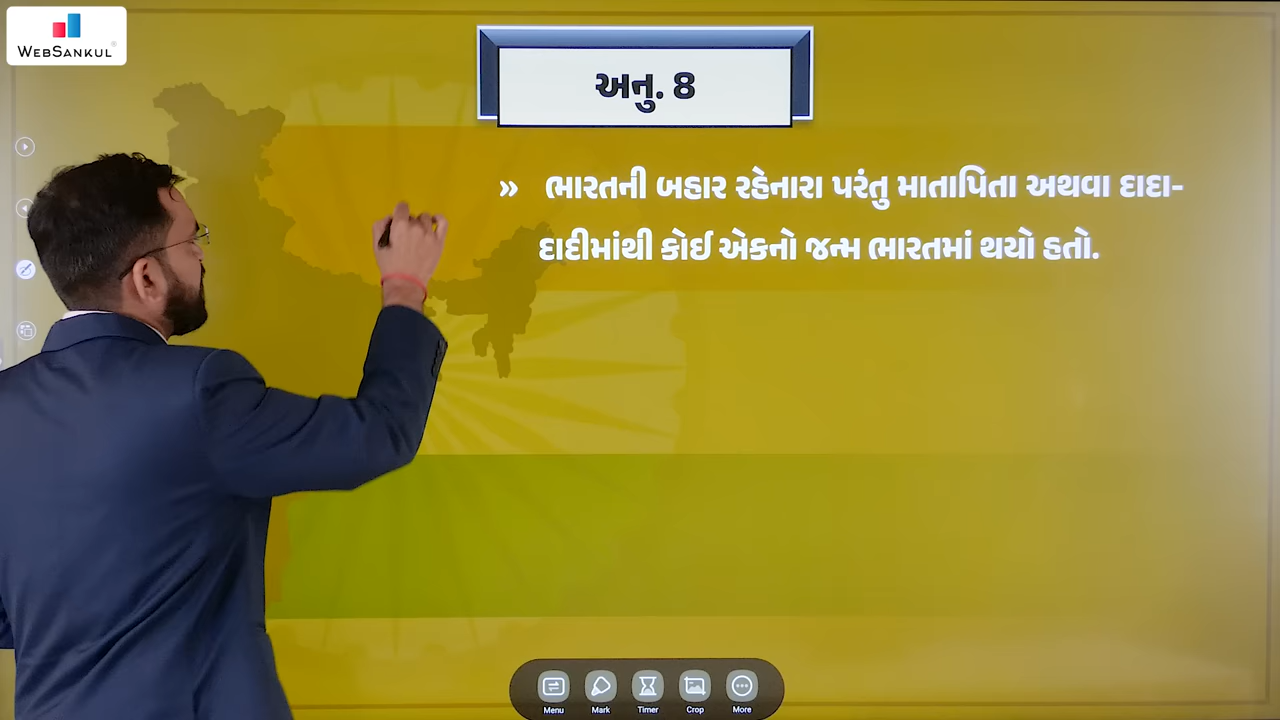 WEBSANKUL
અનુ. 8
» ભારતની બહાર રહેનારા પરંતુ માતાપિતા અથવા દાદા-
દાદીમાંથી કોઈ એકનો જન્મ ભારતમાં થયો હતો.
Menu Mark Timer Crop More